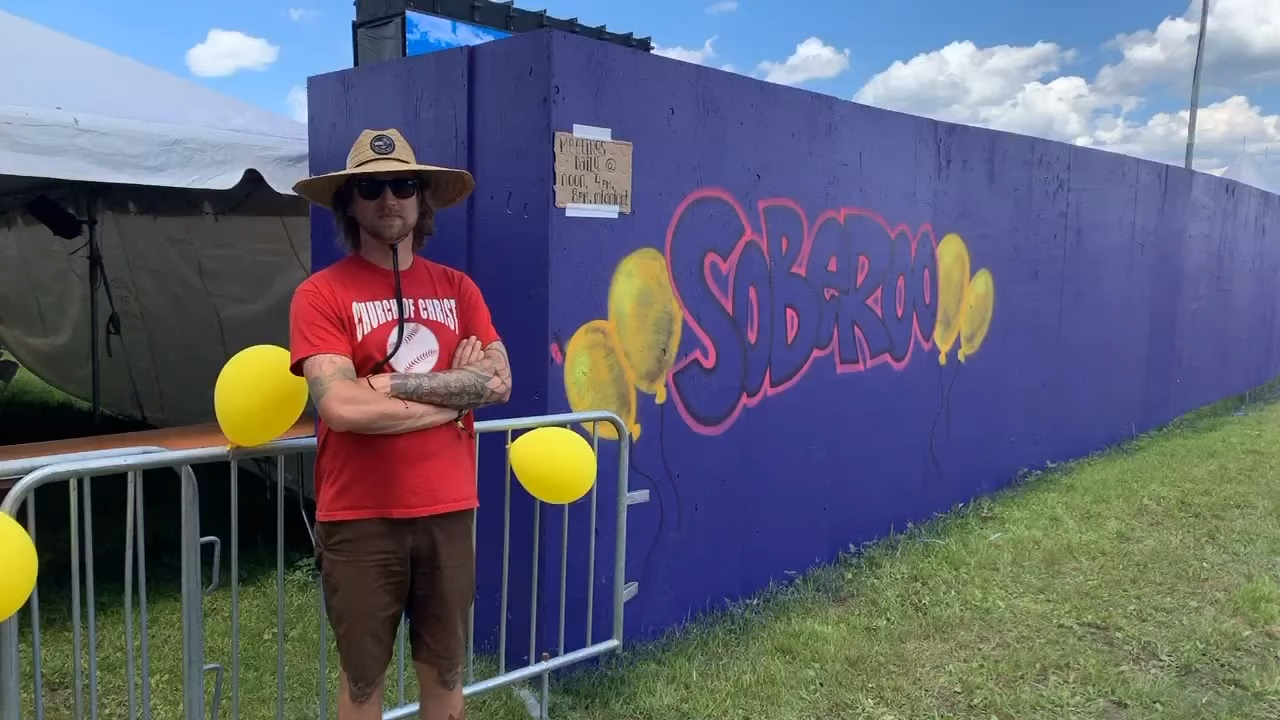 MEETINGS
DAILY @
NOON, 4PM,
8PM, MIDNIGHT
SOBEROO
CHURCH OF CHRIST